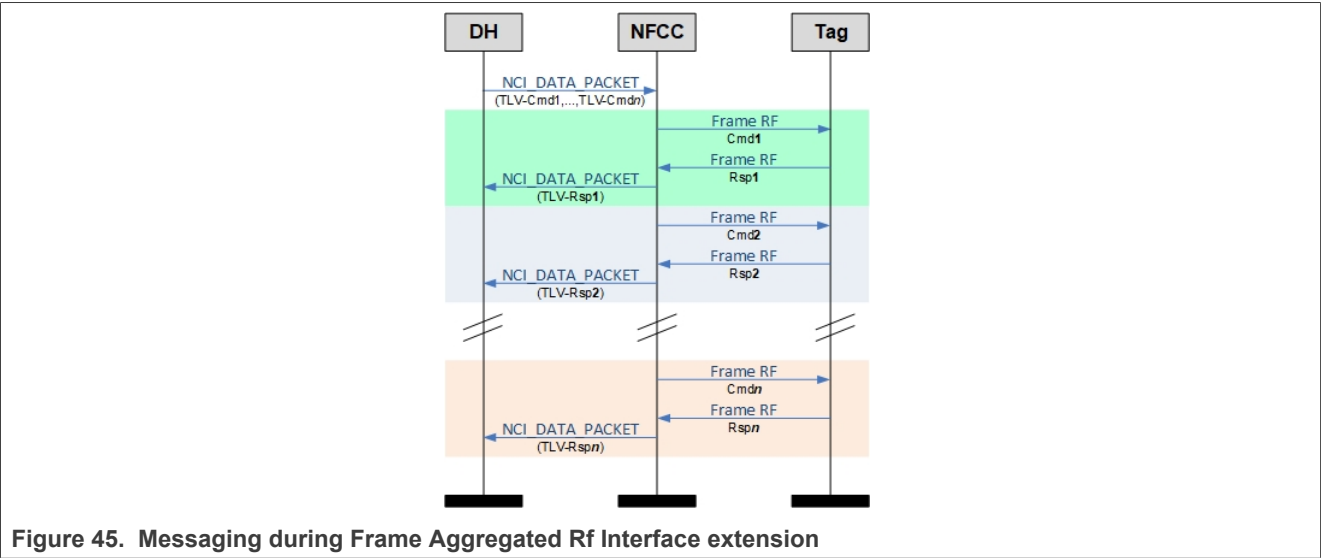 DH NFCC Tag
NCI_DATA_PACKET
(TLV-Cmd1,...,TLV-Cmdn)
Frame RF
Cmd1
Frame RF
Rsp1
NCI_DATA_PACKET
(TLV-Rsp1)
Frame RF
Cmd2
Frame RF
Rsp2
NCI_DATA_PACKET
(TLV-Rsp2)
Frame RF
Cmdn
Frame RF
Rspn
NCI_DATA_PACKET
(TLV-Rspn)
Figure 45. Messaging during Frame Aggregated Rf Interface extension